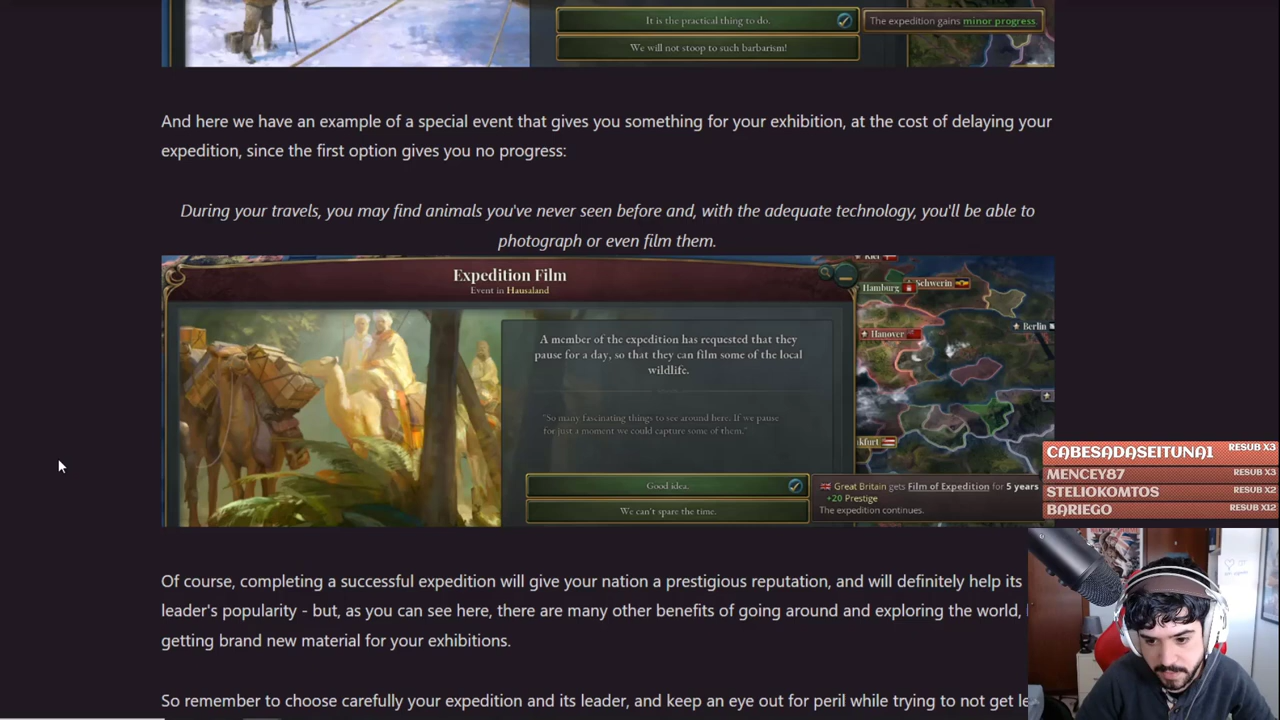 It is the practical thing to do.
The expedition gains minor progress.
We will not stoop to such barbarism!
And here we have an example of a special event that gives you something for your exhibition, at the cost of delaying your
expedition, since the first option gives you no progress:
During your travels, you may find animals you've never seen before and, with the adequate technology, you'll be able to
photograph or even film them.
Expedition Film
Event in Hausaland
Hamburg
Schwerin
Berlin
Hanover
A member of the expedition has requested that they
pause for a day, so that they can film some of the local
wildlife.
"So many fascinating things to see around here. If we pause
for just a moment we could capture some of them."
kfurt
Good idea.
We can't spare the time.
Great Britain gets Film of Expedition for 5 years
+20 Prestige
The expedition continues.
CABESADASEITUNA1 RESUB X3
MENCEY87 RESUB X3
STELIOKOMTOS RESUB X2
BARIEGO RESUB X12
Of course, completing a successful expedition will give your nation a prestigious reputation, and will definitely help its
leader's popularity - but, as you can see here, there are many other benefits of going around and exploring the world,
getting brand new material for your exhibitions.
So remember to choose carefully your expedition and its leader, and keep an eye out for peril while trying to not get